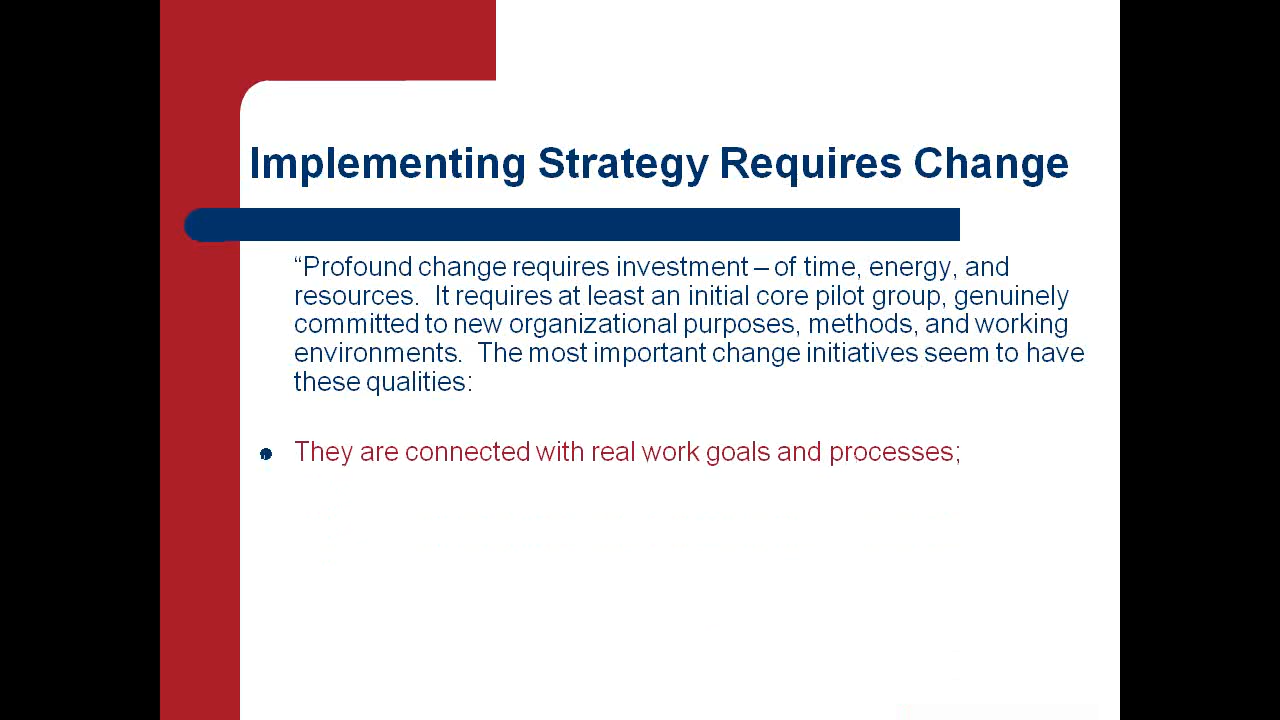 Implementing Strategy Requires Change
“Profound change requires investment – of time, energy, and
resources.  It requires at least an initial core pilot group, genuinely
committed to new organizational purposes, methods, and working
environments.  The most important change initiatives seem to have
these qualities:
● They are connected with real work goals and processes;